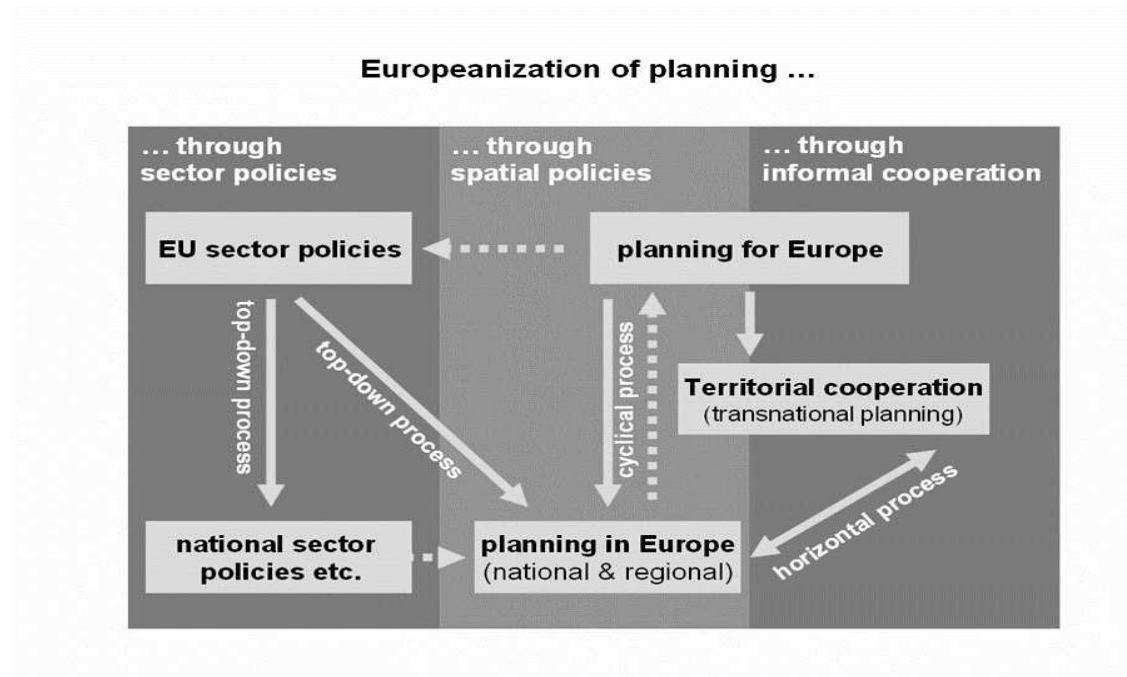 Europeanization of planning ...
... through
sector policies
... through
spatial policies
... through
informal cooperation
EU sector policies
planning for Europe
top-down process
top-down process
cyclical process
Territorial cooperation
(transnational planning)
horizontal process
national sector
policies etc.
planning in Europe
(national & regional)